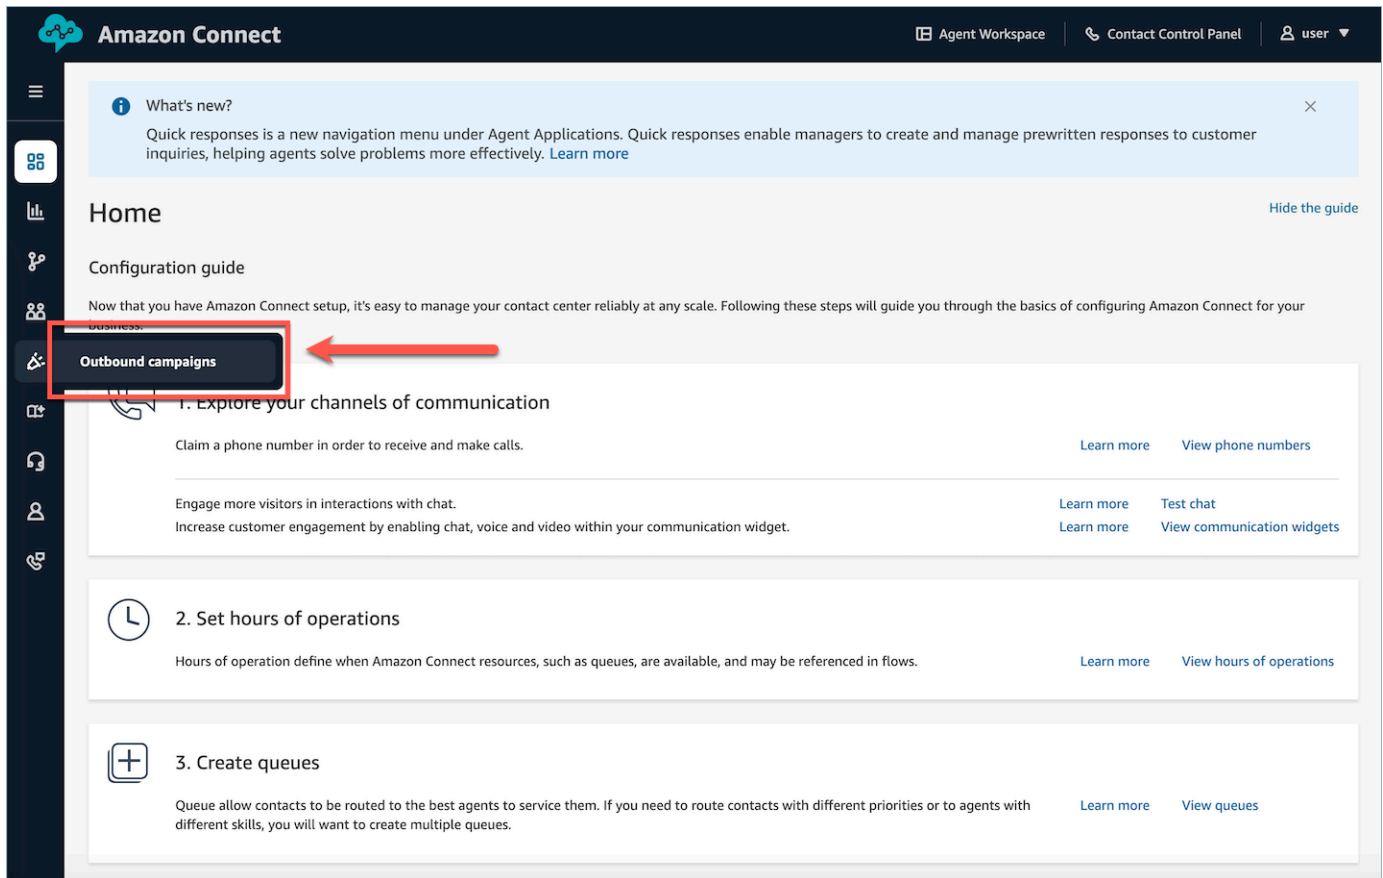 Amazon Connect
Agent Workspace
Contact Control Panel
user
What's new?
Quick responses is a new navigation menu under Agent Applications. Quick responses enable managers to create and manage prewritten responses to customer
inquiries, helping agents solve problems more effectively. Learn more
Home
Hide the guide
Configuration guide
Now that you have Amazon Connect setup, it's easy to manage your contact center reliably at any scale. Following these steps will guide you through the basics of configuring Amazon Connect for your
business.
Outbound campaigns
1. Explore your channels of communication
Claim a phone number in order to receive and make calls.
Learn more
View phone numbers
Engage more visitors in interactions with chat.
Learn more
Test chat
Increase customer engagement by enabling chat, voice and video within your communication widget.
Learn more
View communication widgets
2. Set hours of operations
Hours of operation define when Amazon Connect resources, such as queues, are available, and may be referenced in flows.
Learn more
View hours of operations
3. Create queues
Queue allow contacts to be routed to the best agents to service them. If you need to route contacts with different priorities or to agents with
different skills, you will want to create multiple queues.
Learn more
View queues